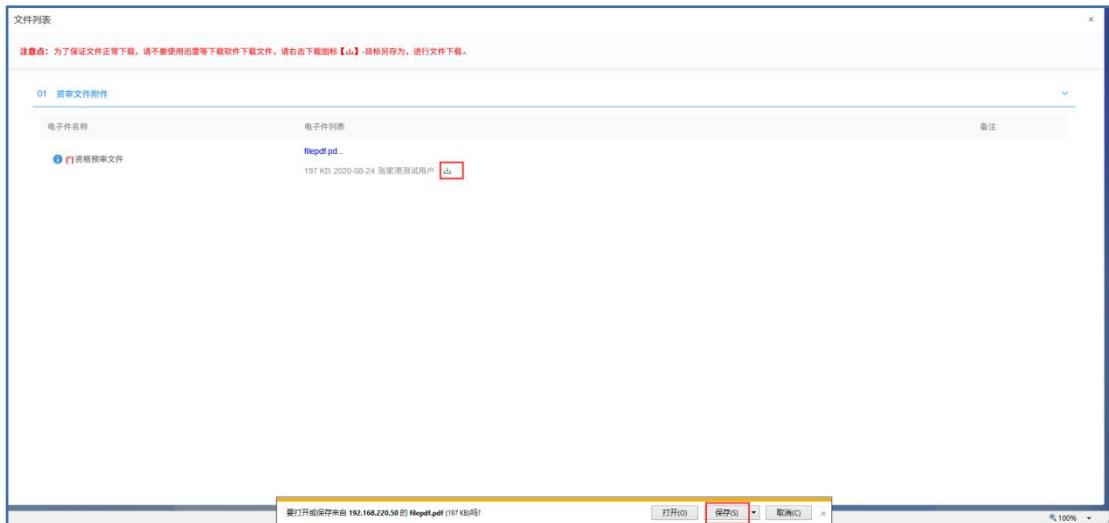 文件列表 ×
注意点：为了保证文件正常下载，请不要使用迅雷等下载软件下载文件，请右击下载图标【】-目标另存为，进行文件下载。
01 资审文件附件
电子件名称 电子件列表 备注
(*)资格预审文件
filepdf.pd...
197 KB 2020-08-24 张家港测试用户
要打开或保存来自 192.168.220.50 的 filepdf.pdf (197 KB)吗? 打开(O) 保存(S) 取消(C) ×
100%